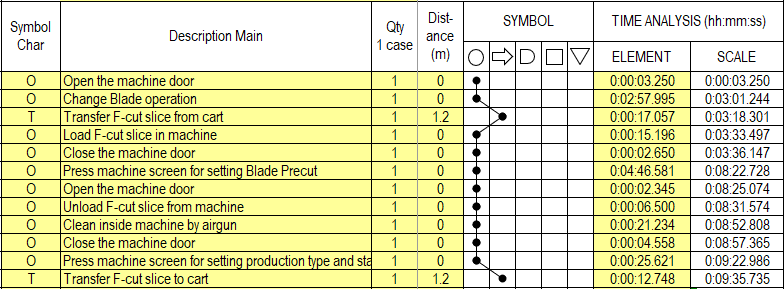 Symbol Char Description Main Qty 1 case Dist- ance (m) SYMBOL TIME ANALYSIS (hh:mm:ss)
ELEMENT SCALE
O Open the machine door 1 0 0:00:03.250 0:00:03.250
O Change Blade operation 1 0 0:02:57.995 0:03:01.244
T Transfer F-cut slice from cart 1 1.2 0:00:17.057 0:03:18.301
O Load F-cut slice in machine 1 0 0:00:15.196 0:03:33.497
O Close the machine door 1 0 0:00:02.650 0:03:36.147
O Press machine screen for setting Blade Precut 1 0 0:04:46.581 0:08:22.728
O Open the machine door 1 0 0:00:02.345 0:08:25.074
O Unload F-cut slice from machine 1 0 0:00:06.500 0:08:31.574
O Clean inside machine by airgun 1 0 0:00:21.234 0:08:52.808
O Close the machine door 1 0 0:00:04.558 0:08:57.365
O Press machine screen for setting production type and sta 1 0 0:00:25.621 0:09:22.986
T Transfer F-cut slice to cart 1 1.2 0:00:12.748 0:09:35.735